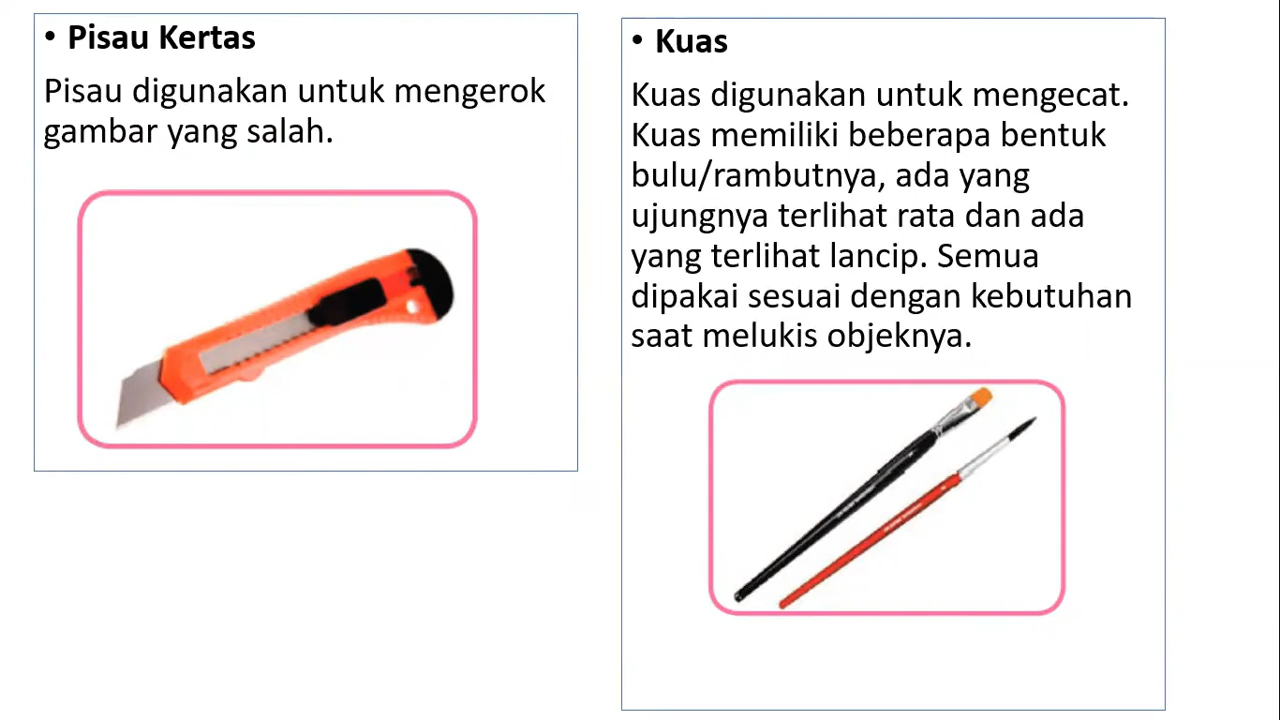 • Pisau Kertas
Pisau digunakan untuk mengerok
gambar yang salah.
• Kuas
Kuas digunakan untuk mengecat.
Kuas memiliki beberapa bentuk
bulu/rambutnya, ada yang
ujungnya terlihat rata dan ada
yang terlihat lancip. Semua
dipakai sesuai dengan kebutuhan
saat melukis objeknya.